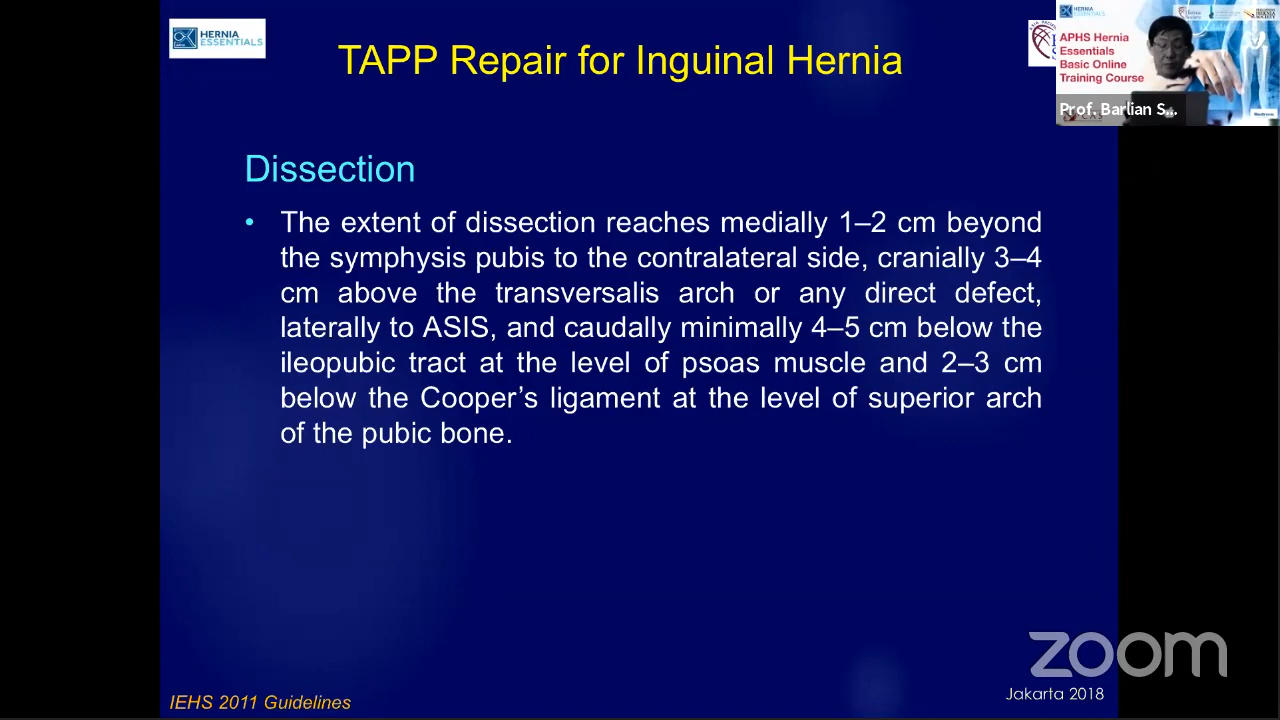 HERNIA
ESSENTIALS
TAPP Repair for Inguinal Hernia
HERNIA
ESSENTIALS
APHS Hernia
Essentials
Basic Online
Training Course
Prof. Barlian S...
Dissection
• The extent of dissection reaches medially 1–2 cm beyond
the symphysis pubis to the contralateral side, cranially 3–4
cm above the transversalis arch or any direct defect,
laterally to ASIS, and caudally minimally 4–5 cm below the
ileopubic tract at the level of psoas muscle and 2–3 cm
below the Cooper’s ligament at the level of superior arch
of the pubic bone.
zoom
Jakarta 2018
IEHS 2011 Guidelines